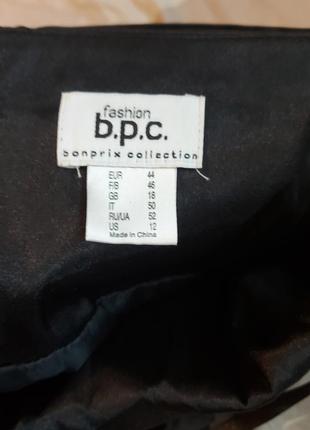 fashion
b.p.c.
bonprix collection
EUR 44
F/B 46
GB 18
IT 50
RU/UA 52
US 12
Made in China